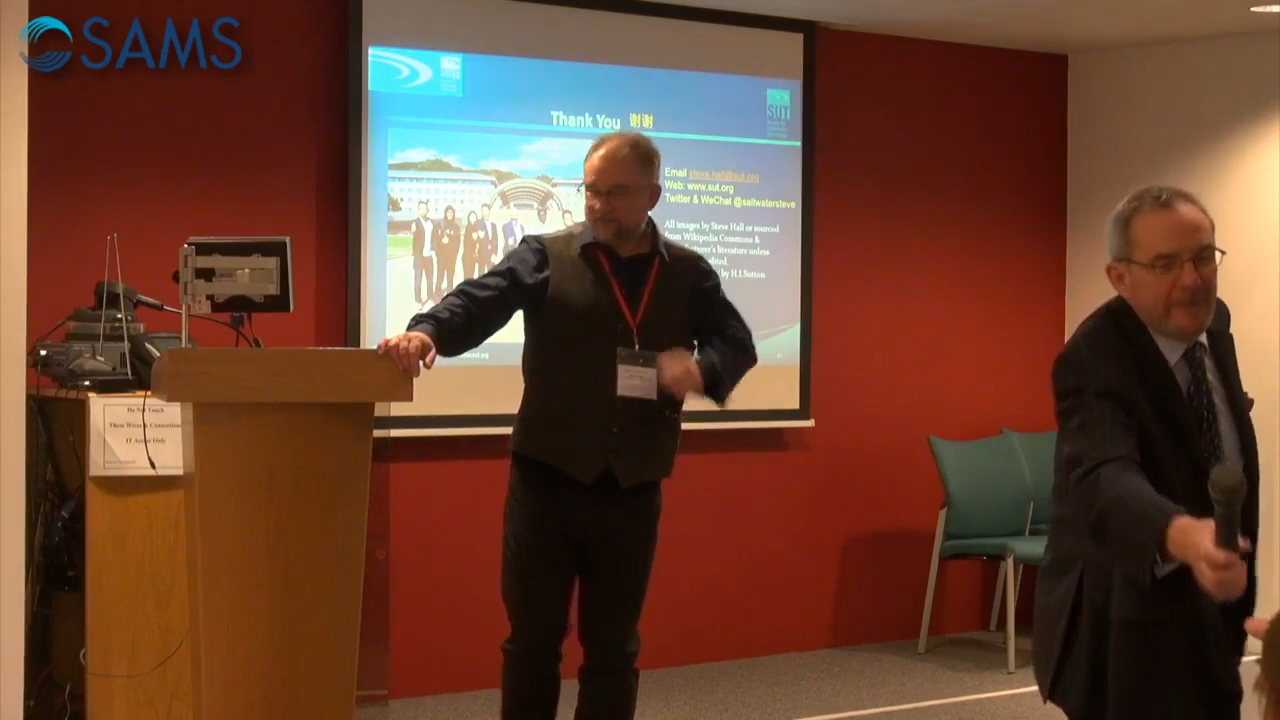 SAMS
SUT
Thank You 谢谢
Email steve.hall@sut.org
Web: www.sut.org
Twitter & WeChat @saltwatersteve
All images by Steve Hall or sourced
from Wikipedia Commons &
literature unless
by H.I.Sutton
Do Not Touch
These Wires & Connections
IT Only